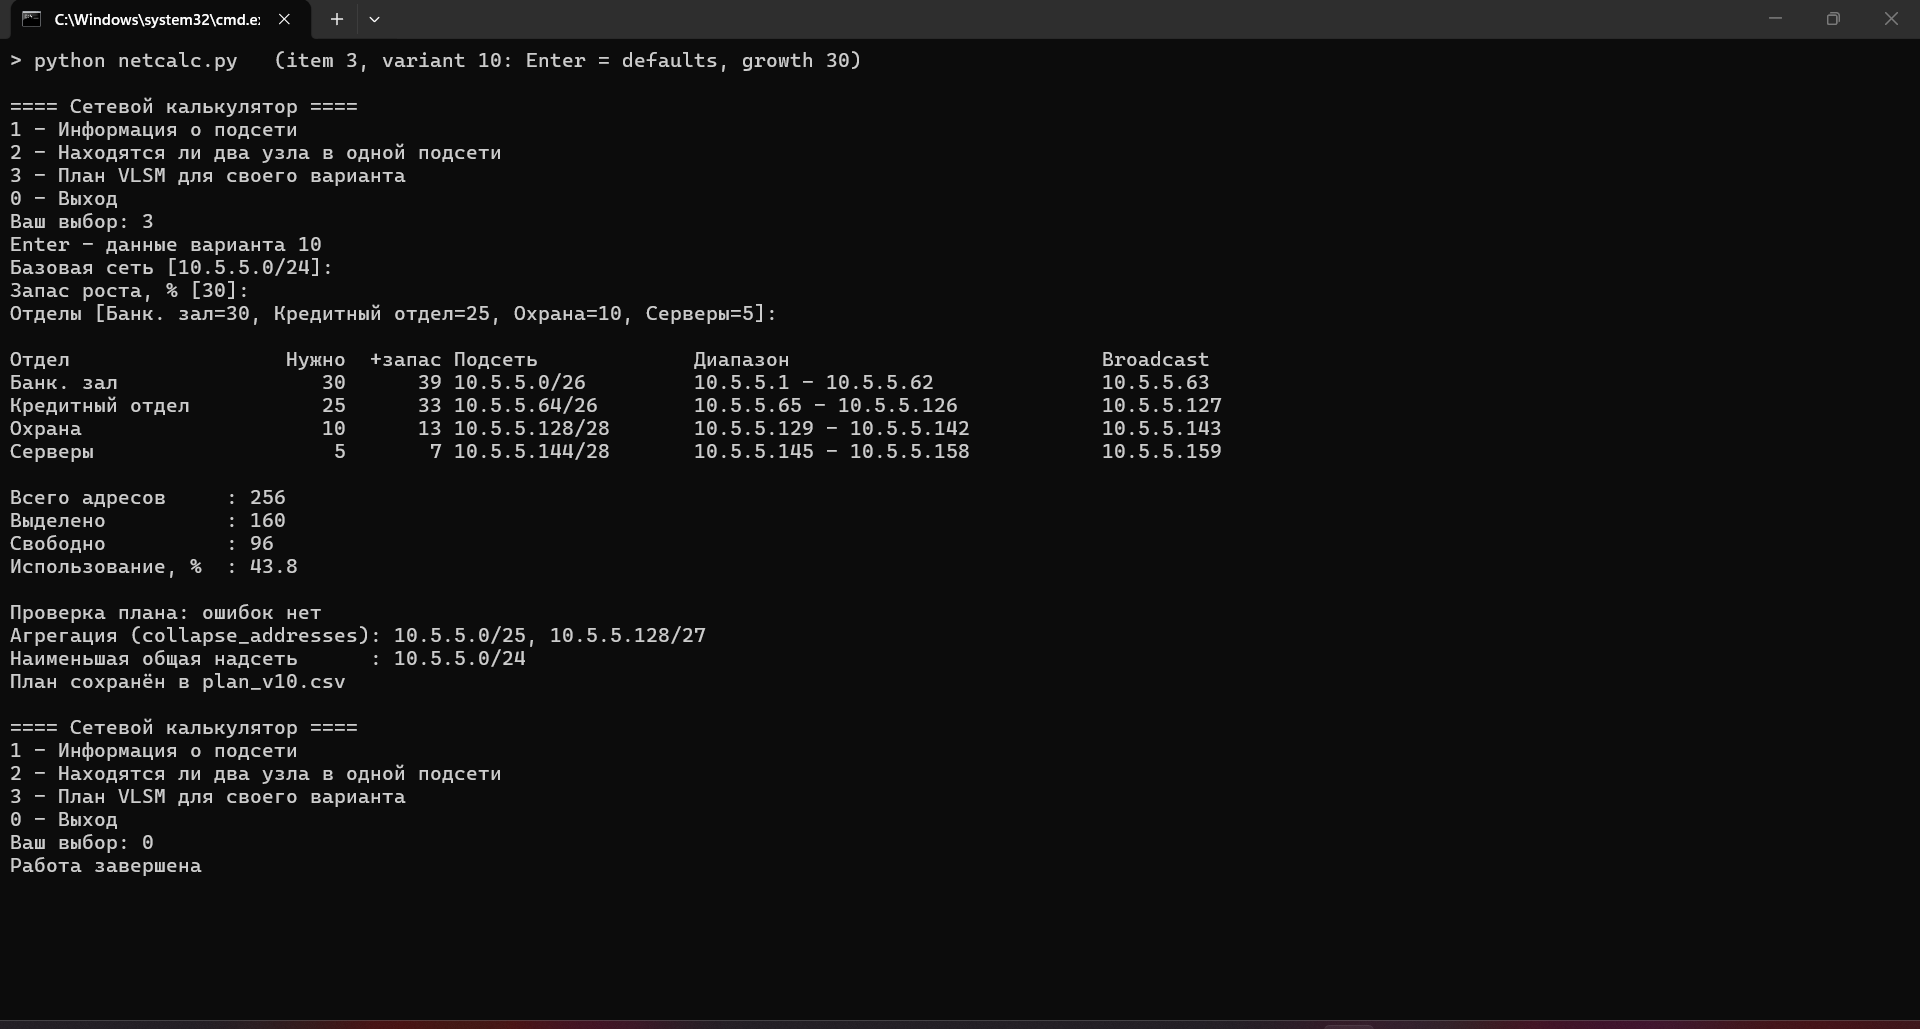 C:\Windows\system32\cmd.e:
> python netcalc.py   (item 3, variant 10: Enter = defaults, growth 30)
==== Сетевой калькулятор ====
1 - Информация о подсети
2 - Находятся ли два узла в одной подсети
3 - План VLSM для своего варианта
0 - Выход
Ваш выбор: 3
Enter - данные варианта 10
Базовая сеть [10.5.5.0/24]:
Запас роста, % [30]:
Отделы [Банк. зал=30, Кредитный отдел=25, Охрана=10, Серверы=5]:
Отдел                  Нужно  +запас Подсеть             Диапазон                          Broadcast
Банк. зал                 30      39 10.5.5.0/26         10.5.5.1 - 10.5.5.62              10.5.5.63
Кредитный отдел           25      33 10.5.5.64/26        10.5.5.65 - 10.5.5.126            10.5.5.127
Охрана                    10      13 10.5.5.128/28       10.5.5.129 - 10.5.5.142           10.5.5.143
Серверы                    5       7 10.5.5.144/28       10.5.5.145 - 10.5.5.158           10.5.5.159
Всего адресов     : 256
Выделено          : 160
Свободно          : 96
Использование, %  : 43.8
Проверка плана: ошибок нет
Агрегация (collapse_addresses): 10.5.5.0/25, 10.5.5.128/27
Наименьшая общая надсеть      : 10.5.5.0/24
План сохранён в plan_v10.csv
==== Сетевой калькулятор ====
1 - Информация о подсети
2 - Находятся ли два узла в одной подсети
3 - План VLSM для своего варианта
0 - Выход
Ваш выбор: 0
Работа завершена